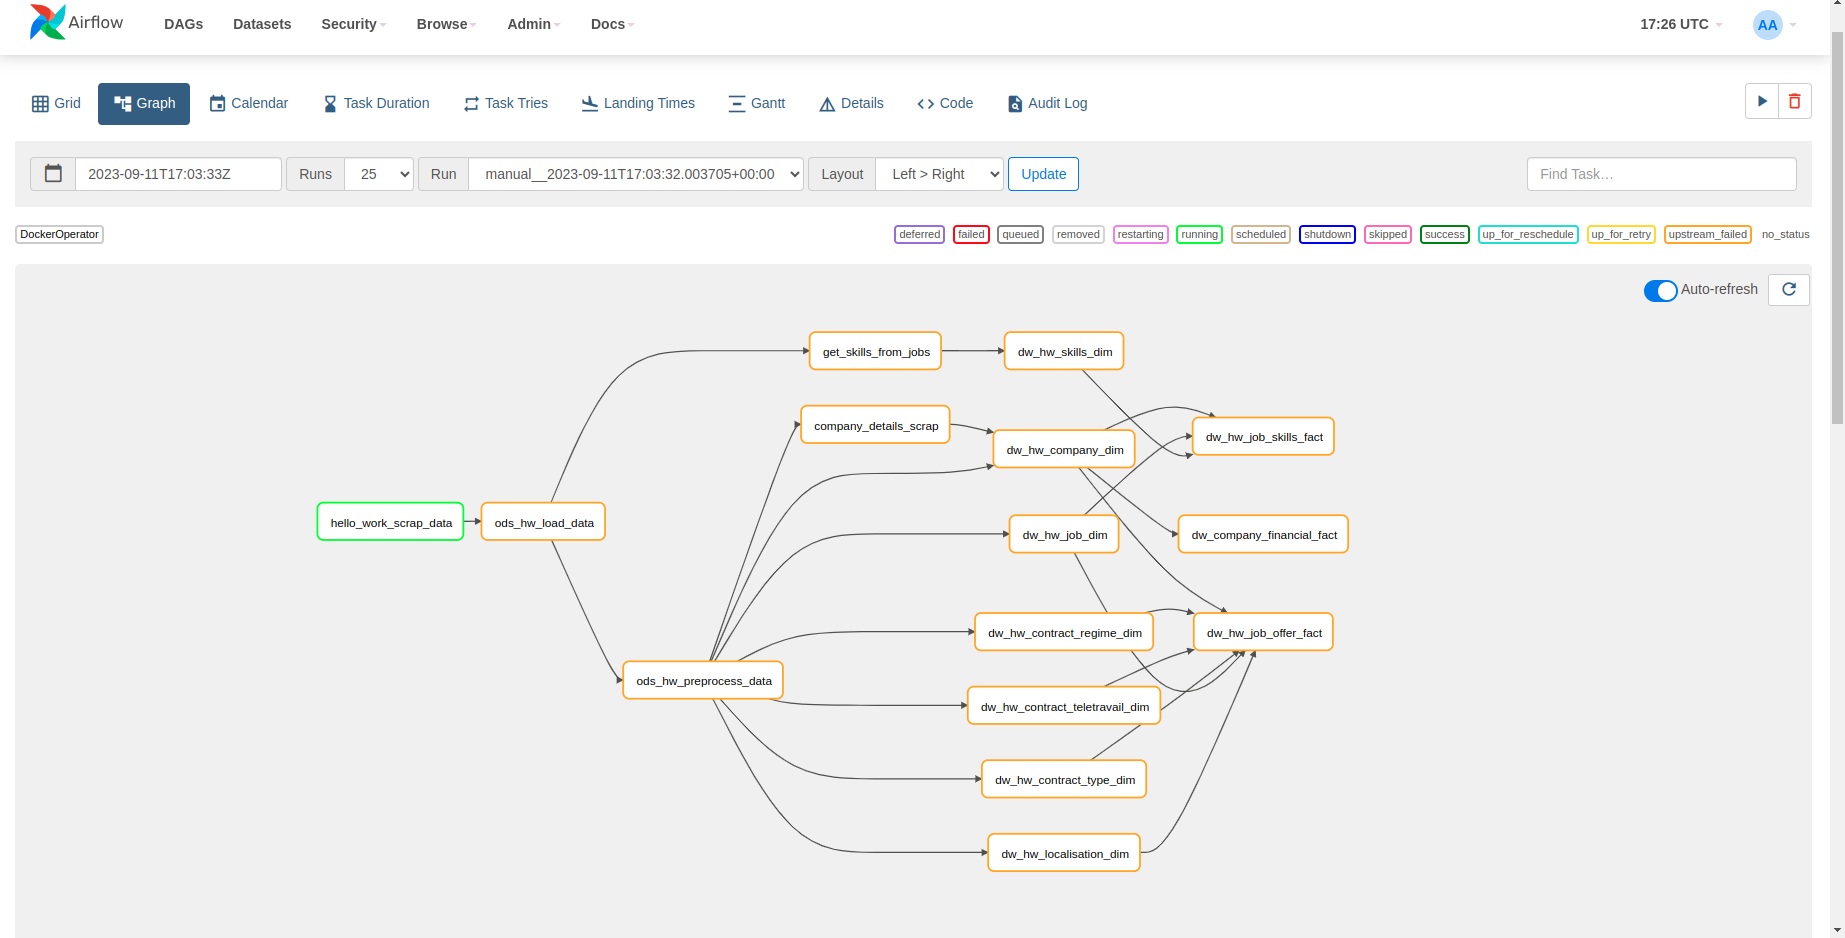 Airflow DAGs Datasets Security Browse Admin Docs 17:26 UTC AA
Grid Graph Calendar Task Duration Task Tries Landing Times Gantt Details Code Audit Log
2023-09-11T17:03:33Z Runs 25 Run manual__2023-09-11T17:03:32.003705+00:00 Layout Left > Right Update Find Task...
DockerOperator deferred failed queued removed restarting running scheduled shutdown skipped success up_for_reschedule up_for_retry upstream_failed no_status
Auto-refresh
get_skills_from_jobs dw_hw_skills_dim
company_details_scrap
dw_hw_job_skills_fact
dw_hw_company_dim
hello_work_scrap_data ods_hw_load_data
dw_hw_job_dim dw_company_financial_fact
dw_hw_contract_regime_dim dw_hw_job_offer_fact
ods_hw_preprocess_data
dw_hw_contract_teletravail_dim
dw_hw_contract_type_dim
dw_hw_localisation_dim